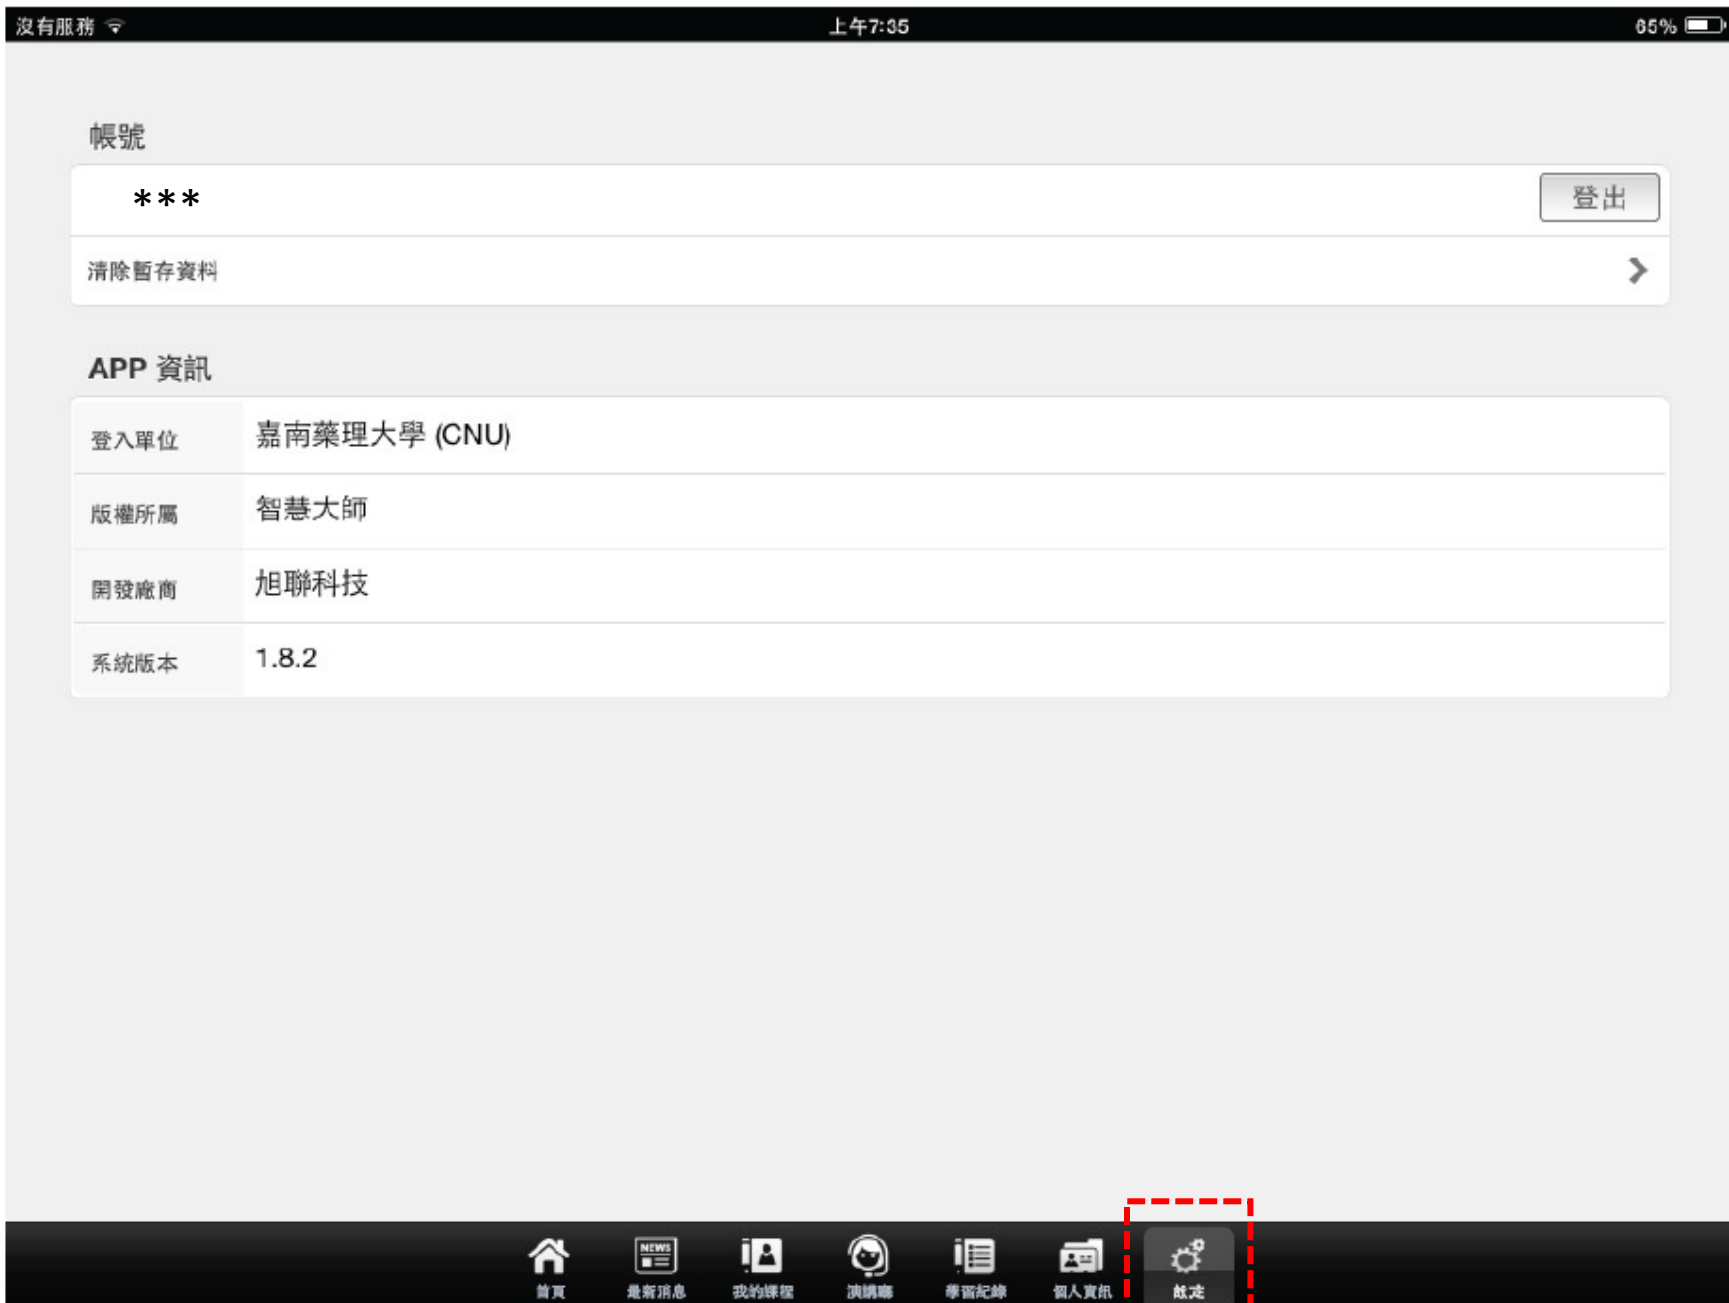 沒有服務 上午7:35 65%
帳號
*** 登出
清除暫存資料
APP 資訊
登入單位 嘉南藥理大學 (CNU)
版權所屬 智慧大師
開發廠商 旭聯科技
系統版本 1.8.2
NEWS
首頁 最新消息 我的課程 演講廳 學習紀錄 個人資訊 設定